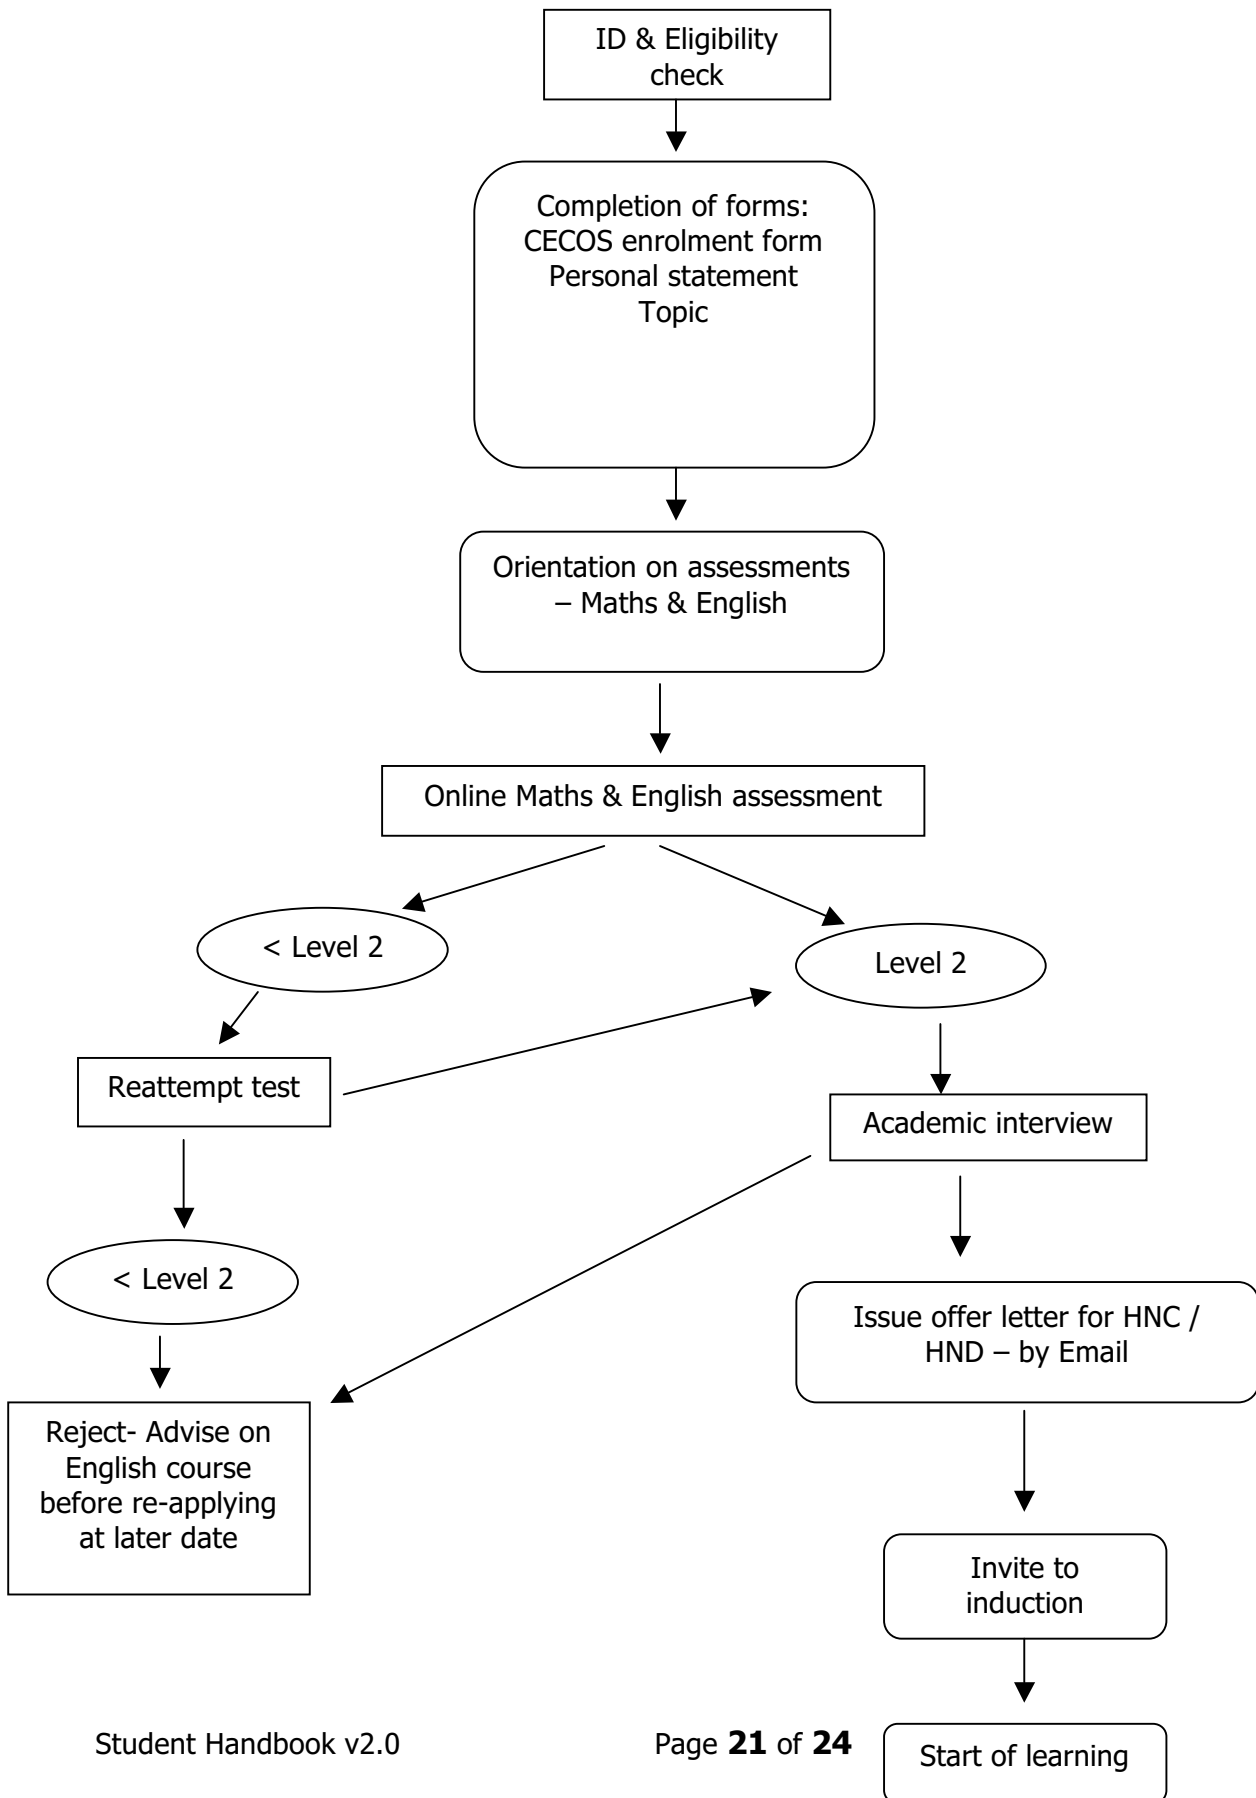 ID & Eligibility
check
Completion of forms:
CECOS enrolment form
Personal statement
Topic
Orientation on assessments
– Maths & English
Online Maths & English assessment
< Level 2
Level 2
Reattempt test
Academic interview
< Level 2
Issue offer letter for HNC /
HND – by Email
Reject- Advise on
English course
before re-applying
at later date
Invite to
induction
Start of learning
Student Handbook v2.0
Page 21 of 24